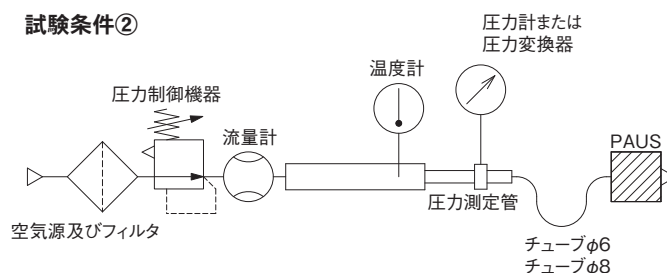 試験条件②
圧力計または
圧力変換器
温度計
圧力制御機器
流量計
PAUS
圧力測定管
空気源及びフィルタ
チューブφ6
チューブφ8